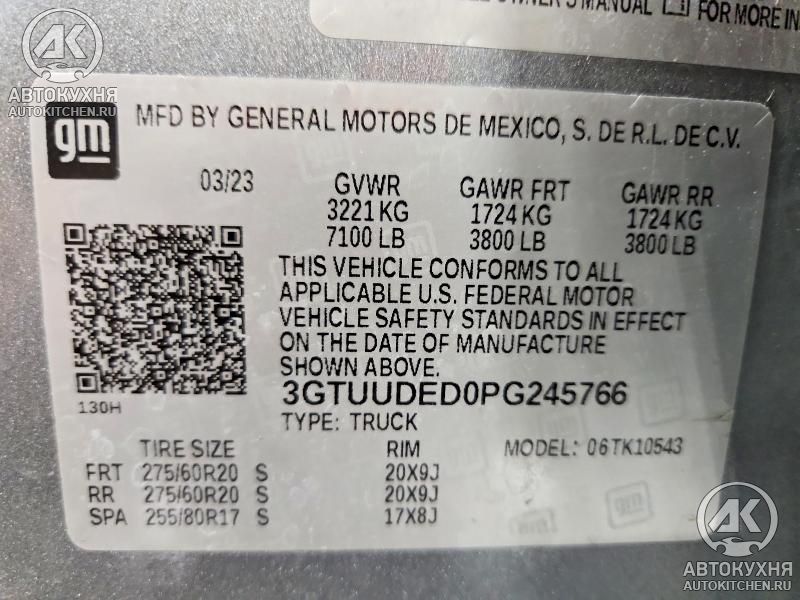 OWNER'S MANUAL FOR MORE IN
AK
АВТОКУХНЯ
AUTOKITCHEN.RU
gm
MFD BY GENERAL MOTORS DE MEXICO, S. DE R.L. DE C.V.
03/23 GVWR GAWR FRT GAWR RR
3221 KG 1724 KG 1724 KG
7100 LB 3800 LB 3800 LB
THIS VEHICLE CONFORMS TO ALL
APPLICABLE U.S. FEDERAL MOTOR
VEHICLE SAFETY STANDARDS IN EFFECT
ON THE DATE OF MANUFACTURE
SHOWN ABOVE.
130H 3GTUUDED0PG245766
TYPE: TRUCK
TIRE SIZE RIM MODEL: 06TK10543
FRT 275/60R20 S 20X9J
RR 275/60R20 S 20X9J
SPA 255/80R17 S 17X8J
gm
AK
АВТОКУХНЯ
AUTOKITCHEN.RU